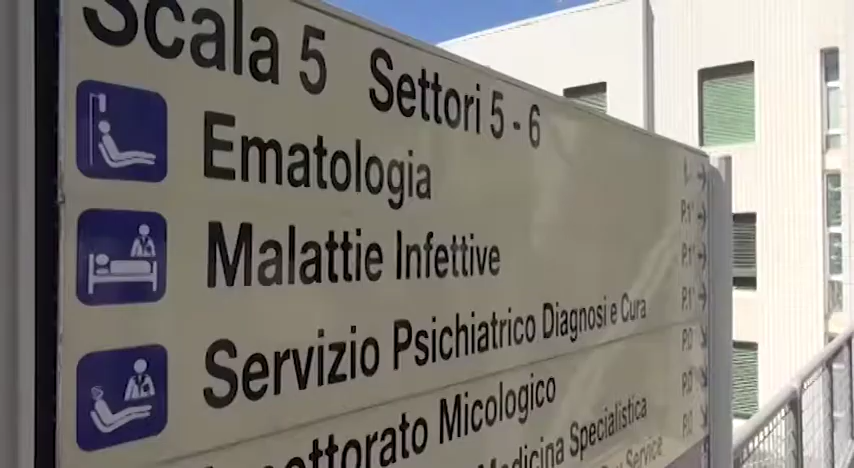 Scala 5 Settori 5 - 6
Ematologia
Malattie Infettive P.1°
Servizio Psichiatrico Diagnosi e Cura P.1°
Micologico P.0
Medicina Specialistica P.0
Service P.0